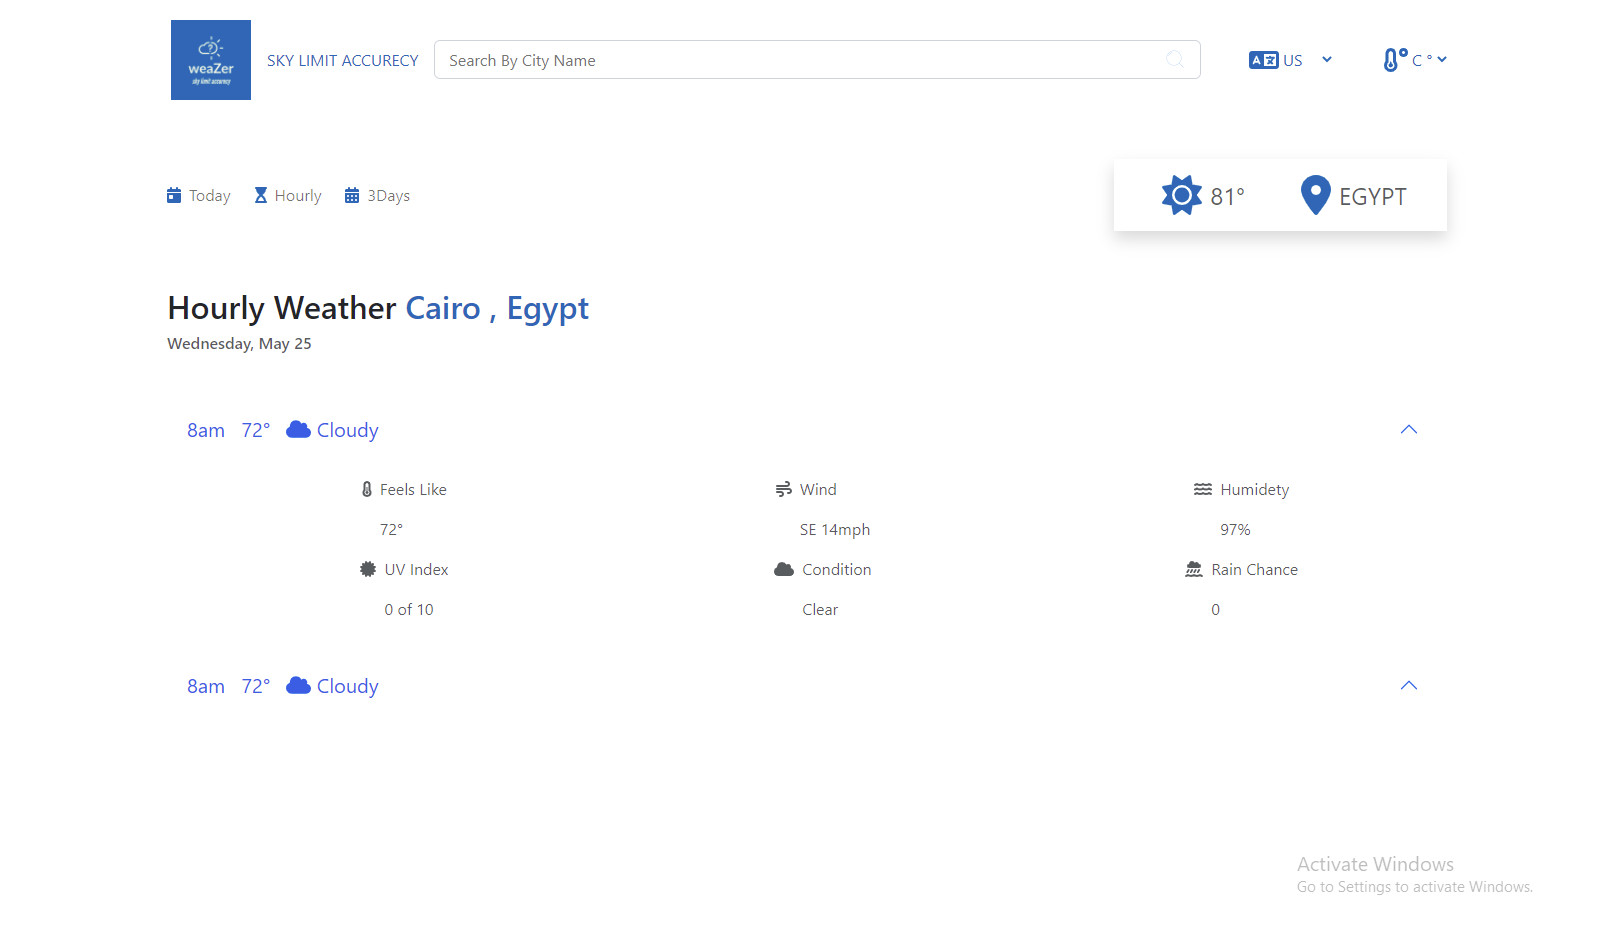 weaZer
sky limit accuracy
SKY LIMIT ACCURECY
Search By City Name
US
C °
Today
Hourly
3Days
81°
EGYPT
Hourly Weather Cairo , Egypt
Wednesday, May 25
8am 72° Cloudy
Feels Like
Wind
Humidety
72°
SE 14mph
97%
UV Index
Condition
Rain Chance
0 of 10
Clear
0
8am 72° Cloudy
Activate Windows
Go to Settings to activate Windows.